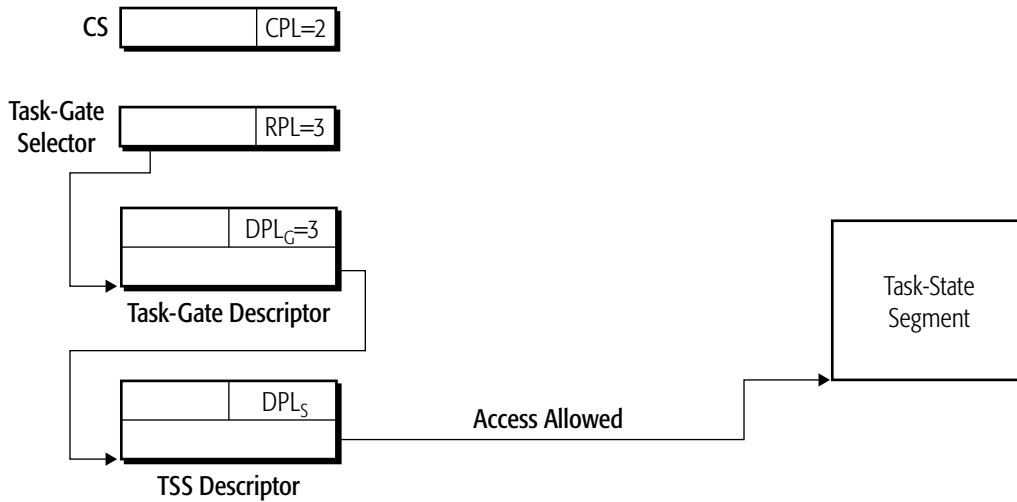 CS
CPL=2
Task-Gate
Selector
RPL=3
DPLG=3
Task-Gate Descriptor
Task-State
Segment
DPLS
Access Allowed
TSS Descriptor